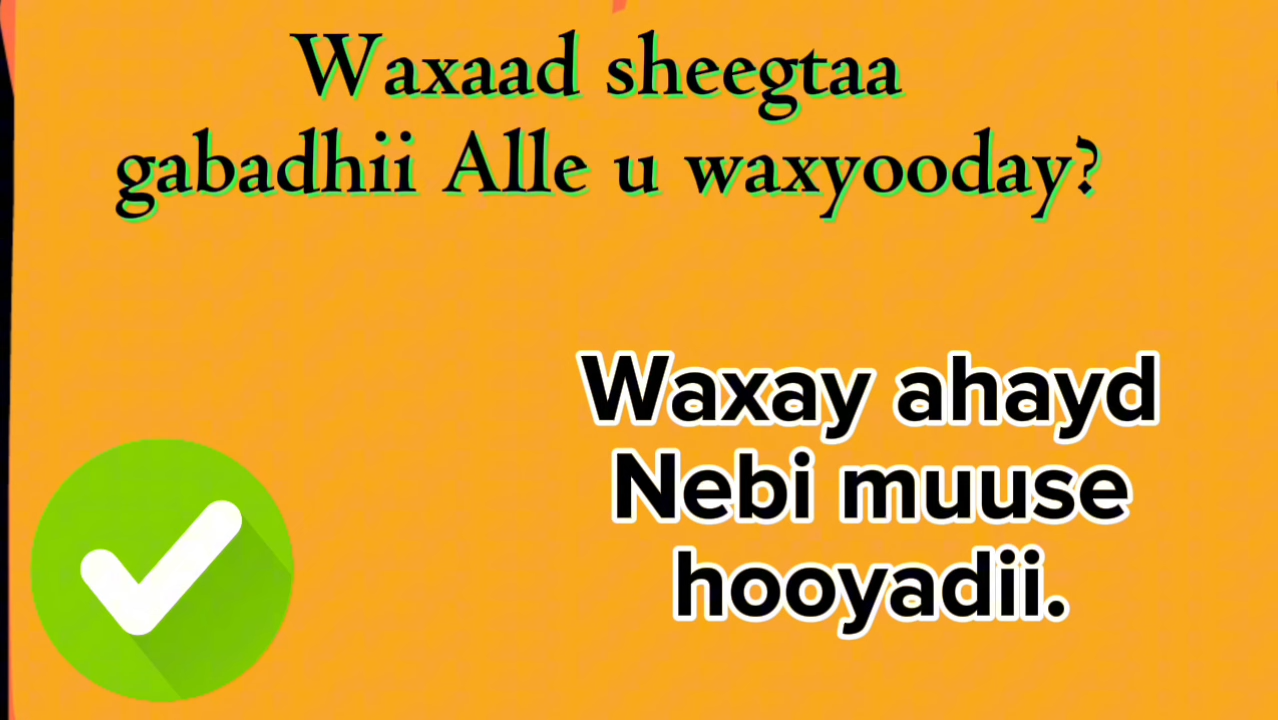 Waxaad sheegtaa
gabadhii Alle u waxyooday?
Waxay ahayd
Nebi muuse
hooyadii.